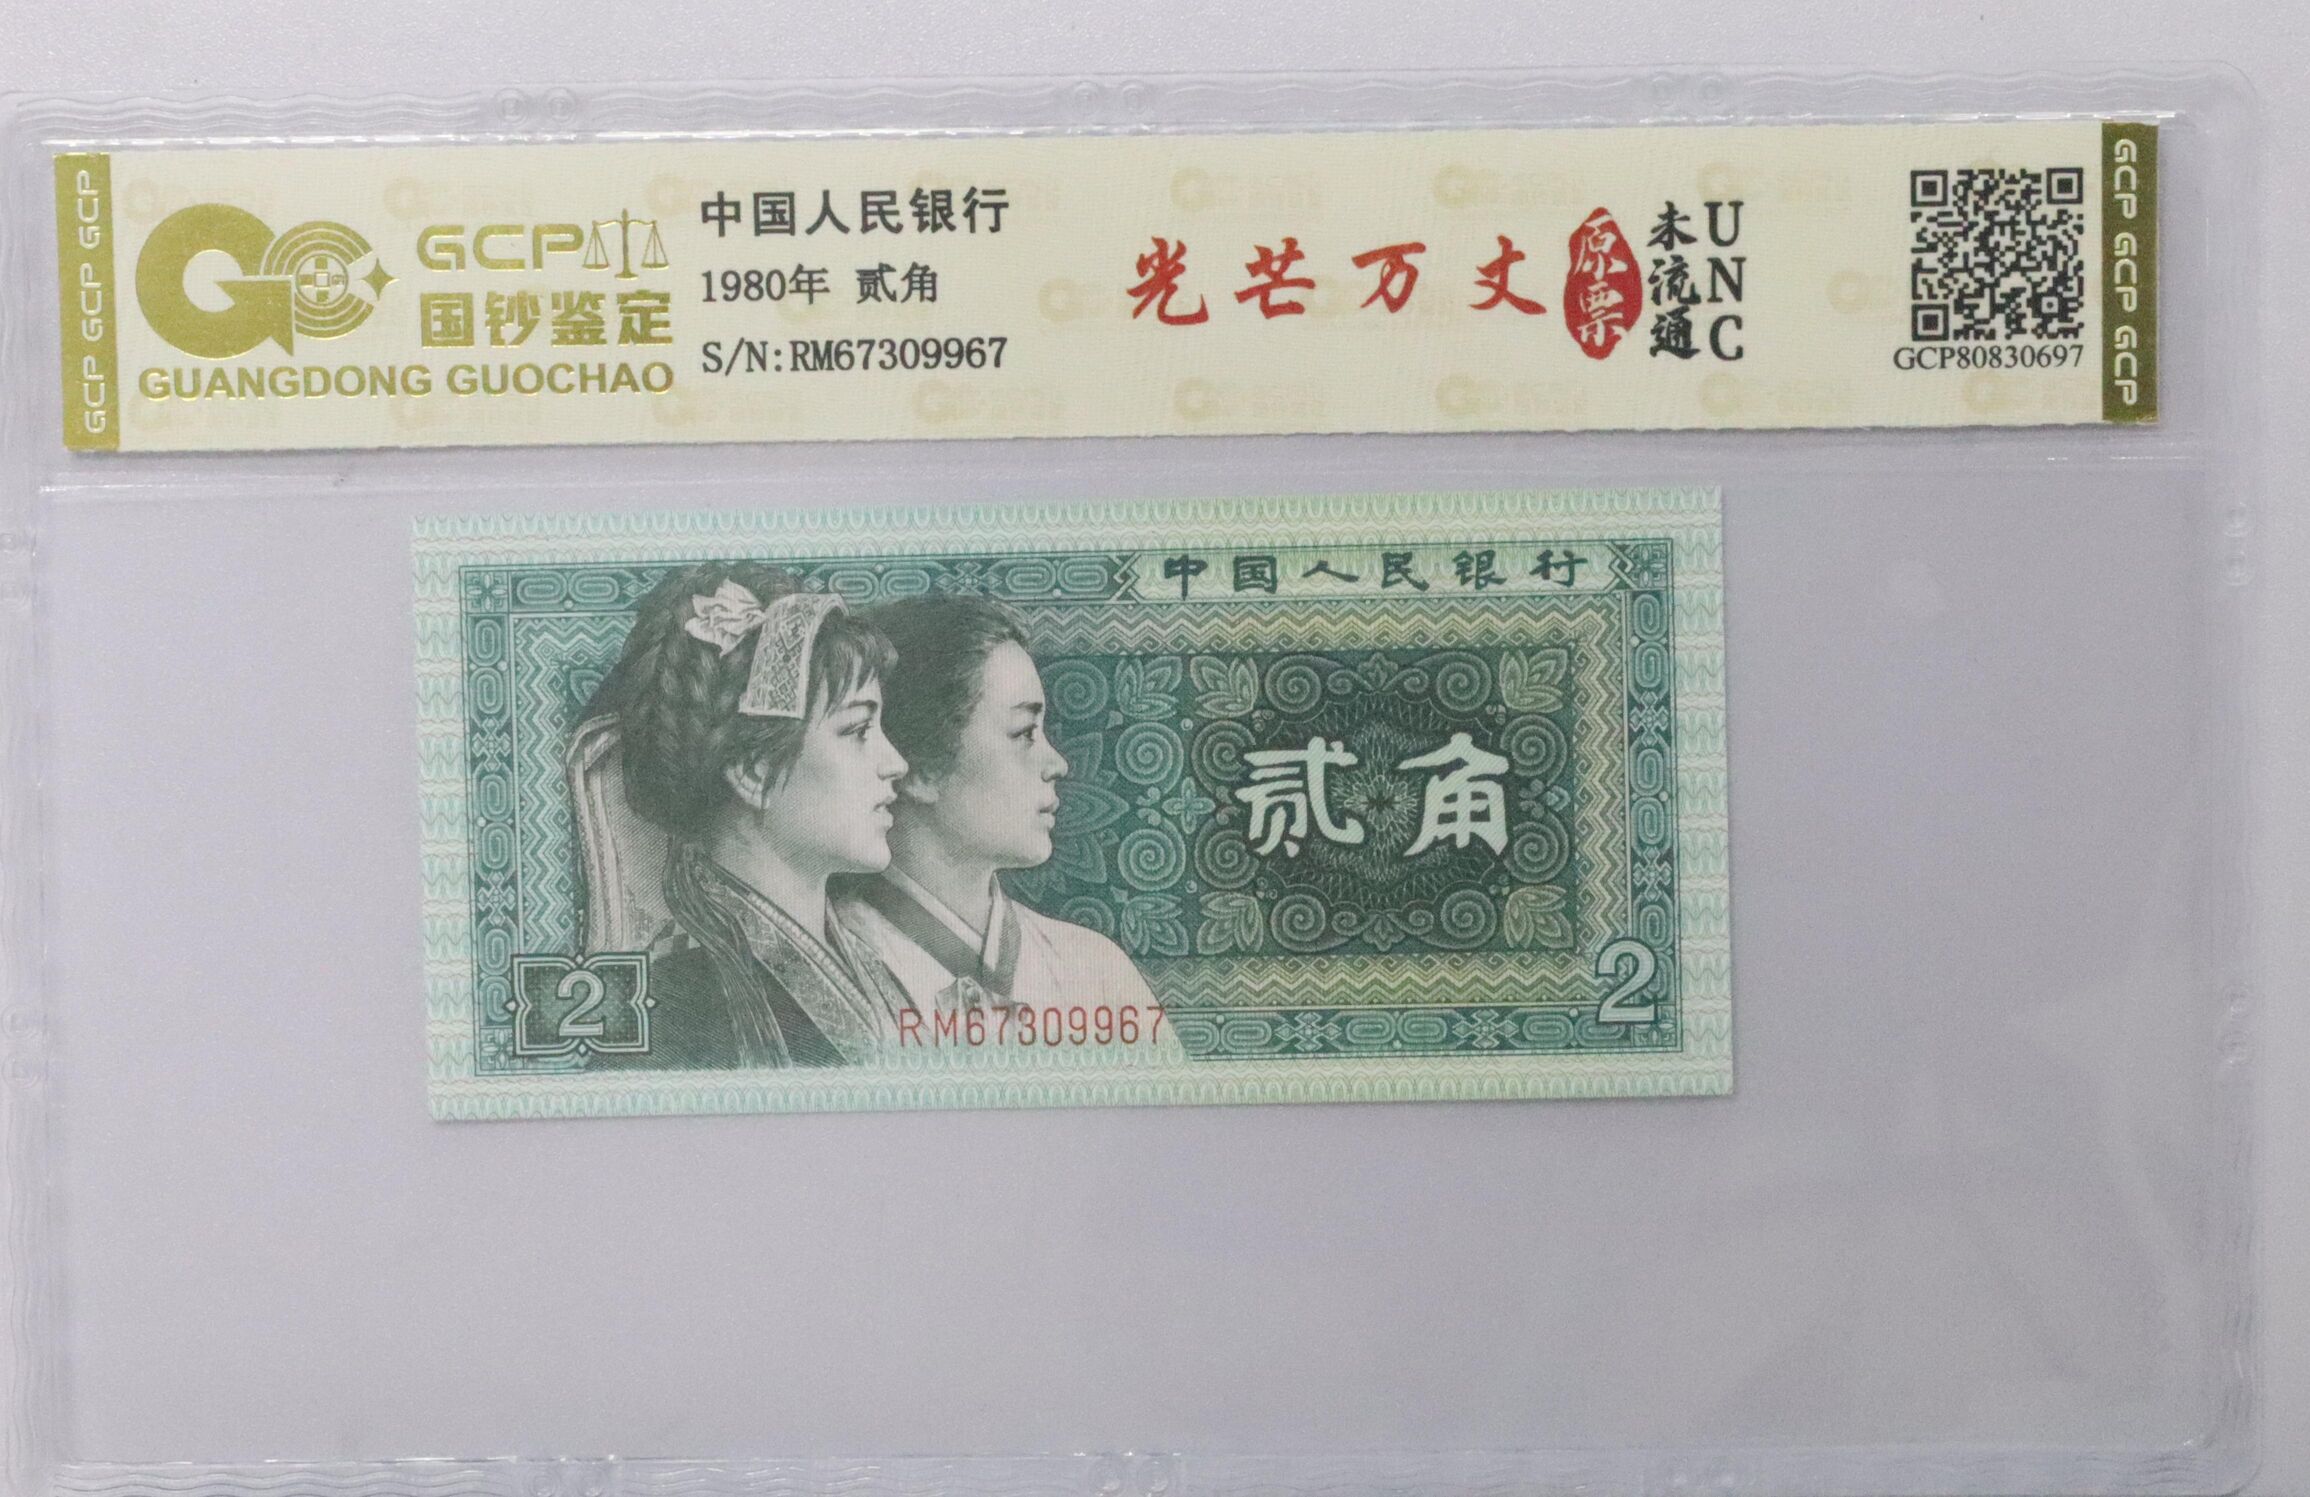 GCP GCP GCP
GCP
国钞鉴定
GUANGDONG GUOCHAO
中国人民银行
1980年 贰角
S/N:RM67309967
光芒万丈
原票
未流通
UNC
GCP80830697
GCP GCP GCP
中国人民银行
贰角
2
2
RM67309967